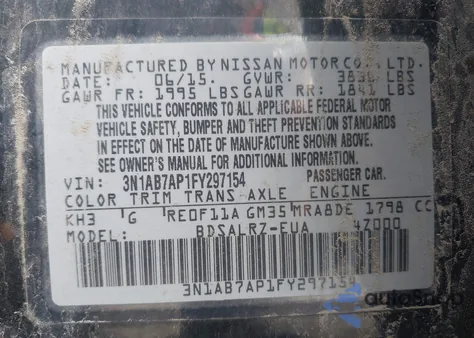 MANUFACTURED BY NISSAN MOTOR CO., LTD.
DATE: 06/15. GVWR: 3836 LBS
GAWR FR: 1995 LBS GAWR RR: 1841 LBS
THIS VEHICLE CONFORMS TO ALL APPLICABLE FEDERAL MOTOR
VEHICLE SAFETY, BUMPER AND THEFT PREVENTION STANDARDS
IN EFFECT ON THE DATE OF MANUFACTURE SHOWN ABOVE.
SEE OWNER'S MANUAL FOR ADDITIONAL INFORMATION.
VIN: 3N1AB7AP1FY297154 PASSENGER CAR.
COLOR TRIM TRANS AXLE ENGINE
KH3 G RE0F11A GM35 MRA8DE 1798 CC
MODEL: BDSALRZ-EUA 4Z000
3N1AB7AP1FY297154